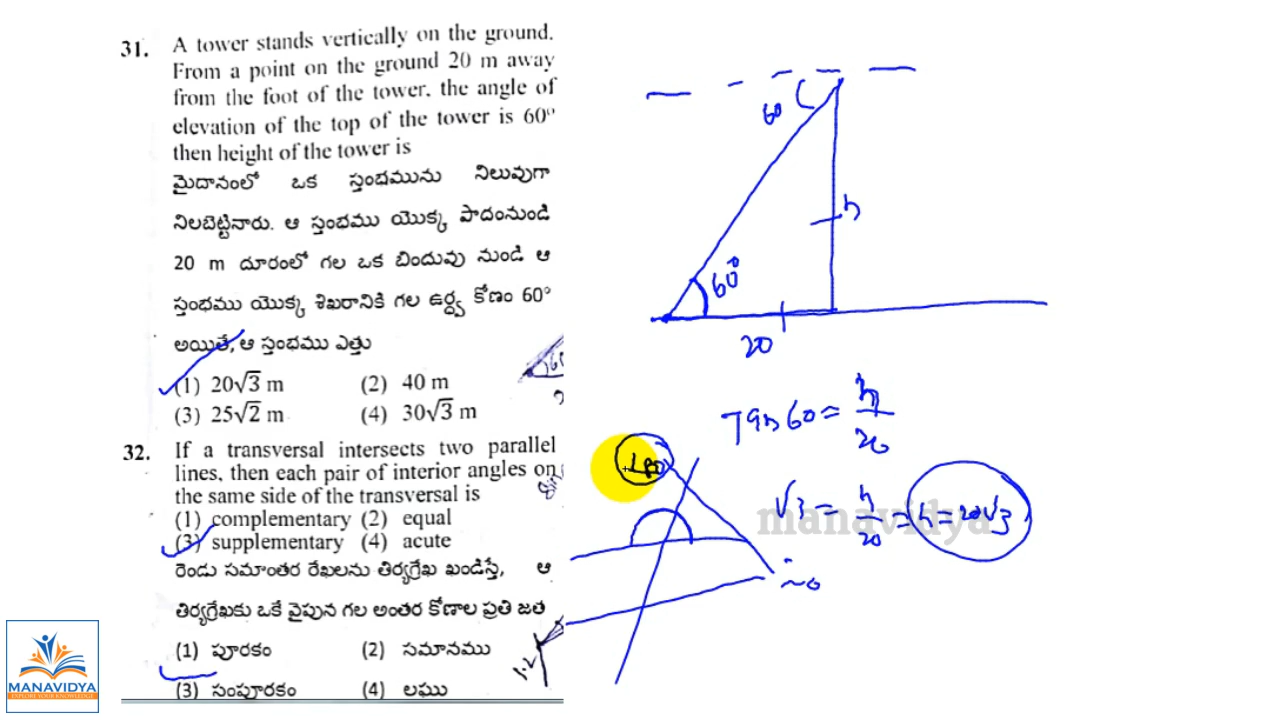 31. A tower stands vertically on the ground.
From a point on the ground 20 m away
from the foot of the tower, the angle of
elevation of the top of the tower is 60°
then height of the tower is
మైదానంలో ఒక స్తంభమును నిలువుగా
నిలబెట్టినారు. ఆ స్తంభము యొక్క పాదంనుండి
20 m దూరంలో గల ఒక బిందువు నుండి ఆ
స్తంభము యొక్క శిఖరానికి గల ఊర్ధ్వ కోణం 60°
అయితే, ఆ స్తంభము ఎత్తు
(1) 20√3 m (2) 40 m
(3) 25√2 m (4) 30√3 m
32. If a transversal intersects two parallel
lines, then each pair of interior angles on
the same side of the transversal is
(1) complementary (2) equal
(3) supplementary (4) acute
రెండు సమాంతర రేఖలను తిర్యగ్రేఖ ఖండిస్తే, ఆ
తిర్యగ్రేఖకు ఒకే వైపున గల అంతర కోణాల ప్రతి జత
(1) పూరకం (2) సమానము
(3) సంపూరకం (4) లఘు
60
h
60°
20
Tan 60 = h/20
√3 = h/20 = h = 20√3
180
manavidya
MANAVIDYA
EXPLORE YOUR KNOWLEDGE